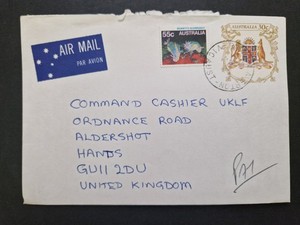 AIR MAIL
PAR AVION
55c AUSTRALIA
AUSTRALIA 30c
COMMAND CASHIER UKLF
ORDNANCE ROAD
ALDERSHOT
HANTS
GU11 2DU
UNITED KINGDOM